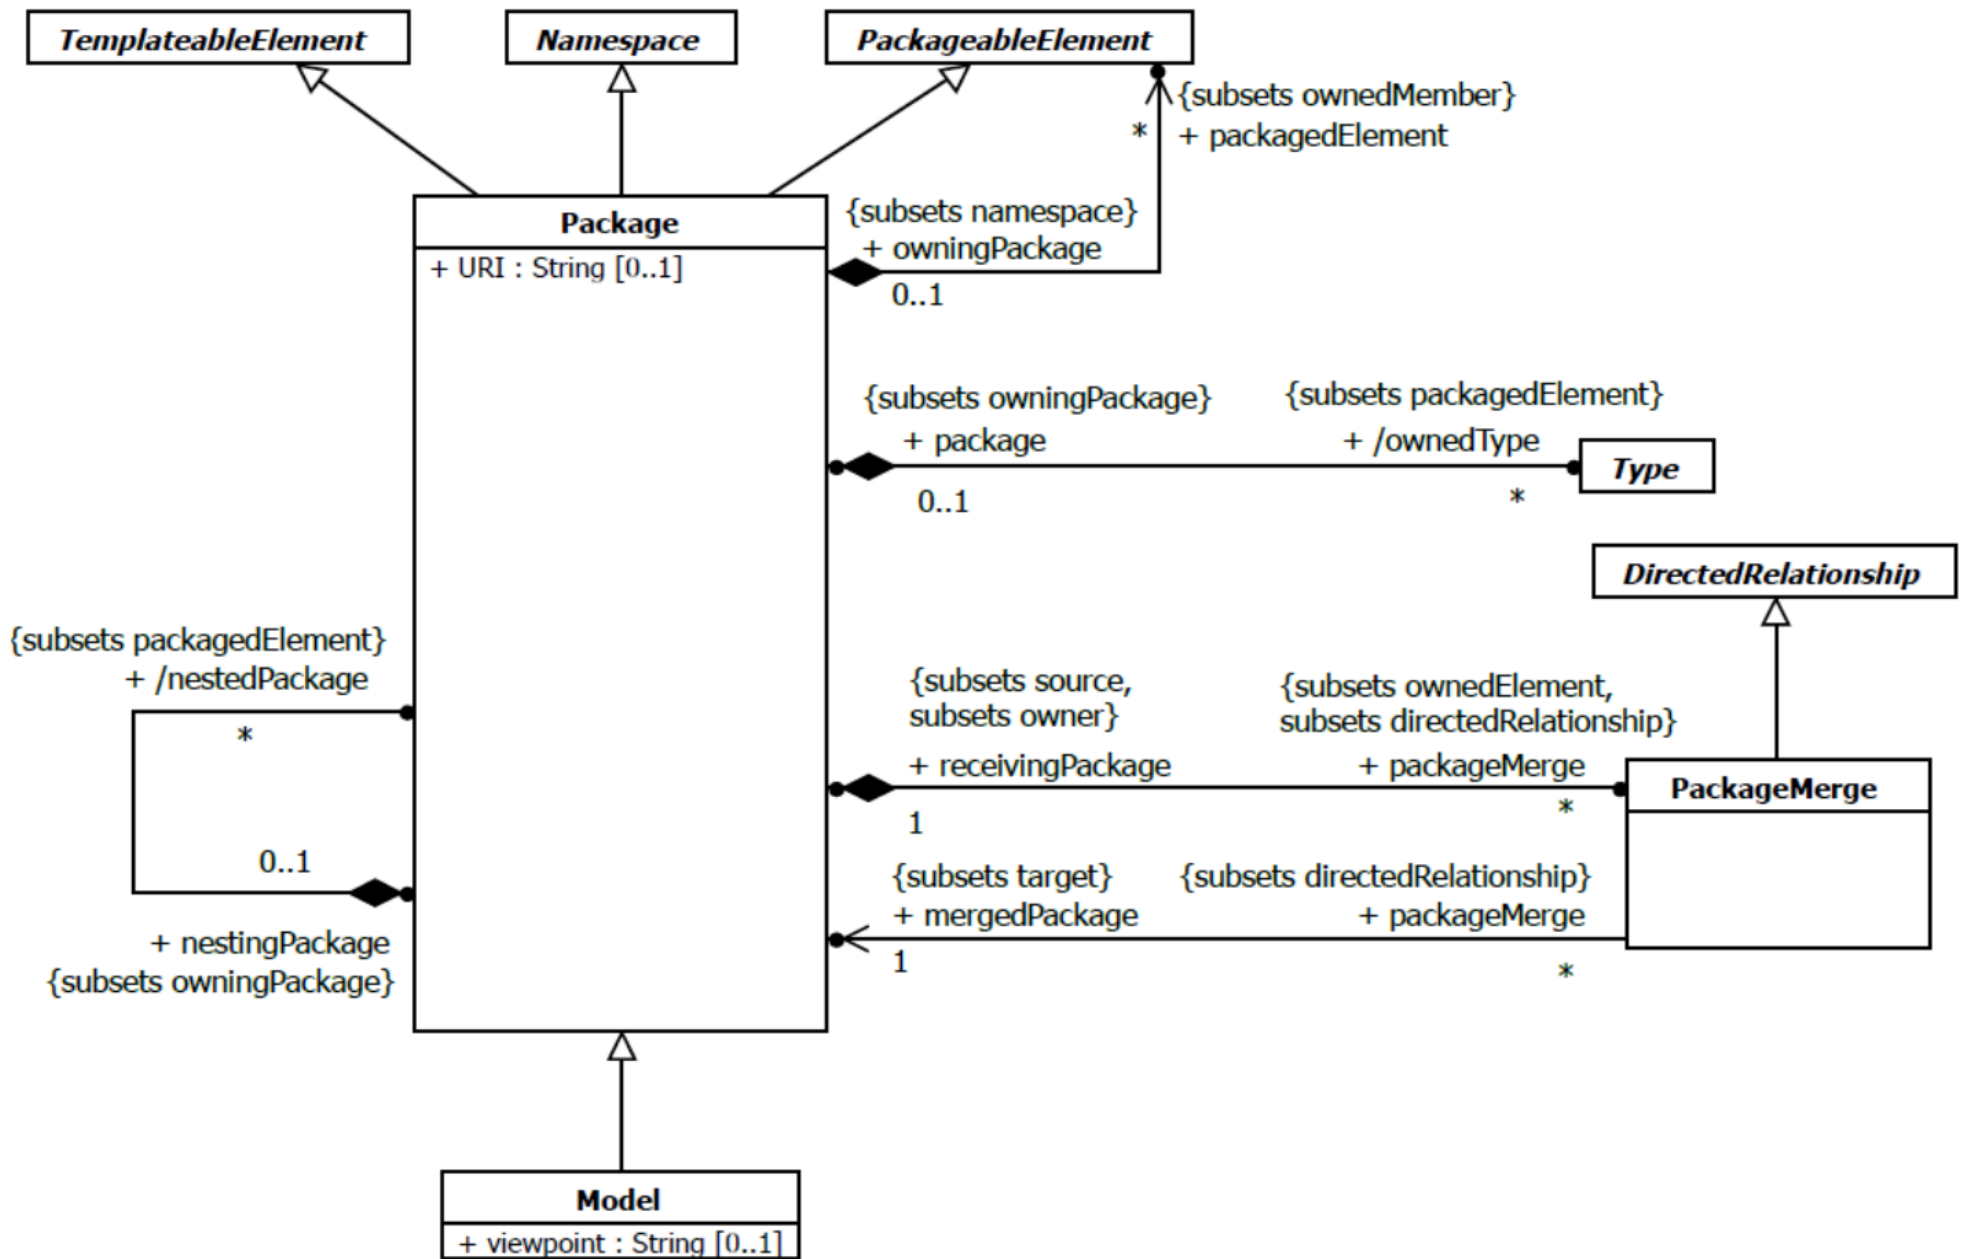 TemplateableElement
Namespace
PackageableElement
{subsets ownedMember}
* + packagedElement
Package
+ URI : String [0..1]
{subsets namespace}
+ owningPackage
0..1
{subsets owningPackage}
+ package
0..1
{subsets packagedElement}
+ /ownedType
*
Type
DirectedRelationship
{subsets packagedElement}
+ /nestedPackage
*
0..1
+ nestingPackage
{subsets owningPackage}
{subsets source,
subsets owner}
+ receivingPackage
1
{subsets ownedElement,
subsets directedRelationship}
+ packageMerge
*
PackageMerge
{subsets target}
+ mergedPackage
1
{subsets directedRelationship}
+ packageMerge
*
Model
+ viewpoint : String [0..1]